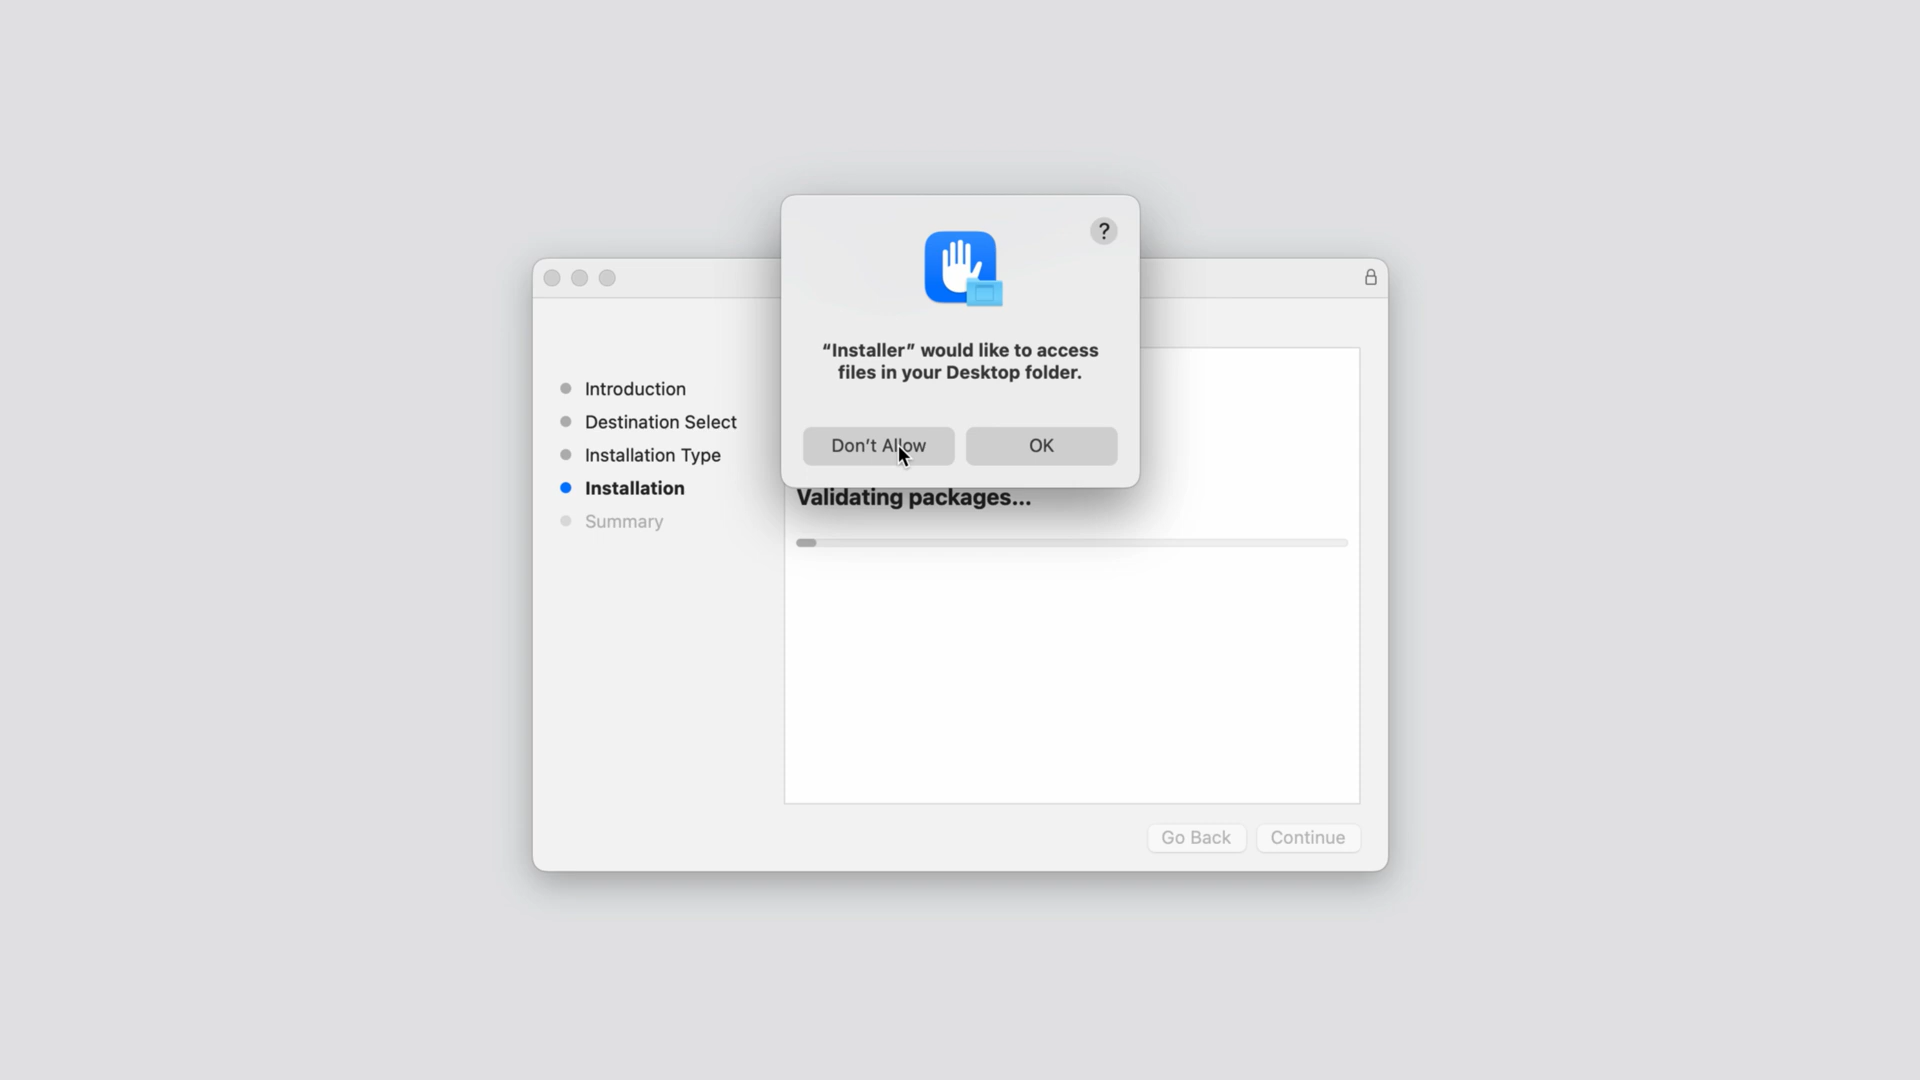 ?
“Installer” would like to access
files in your Desktop folder.
Don’t Allow
OK
Introduction
Destination Select
Installation Type
Installation
Summary
Validating packages...
Go Back
Continue